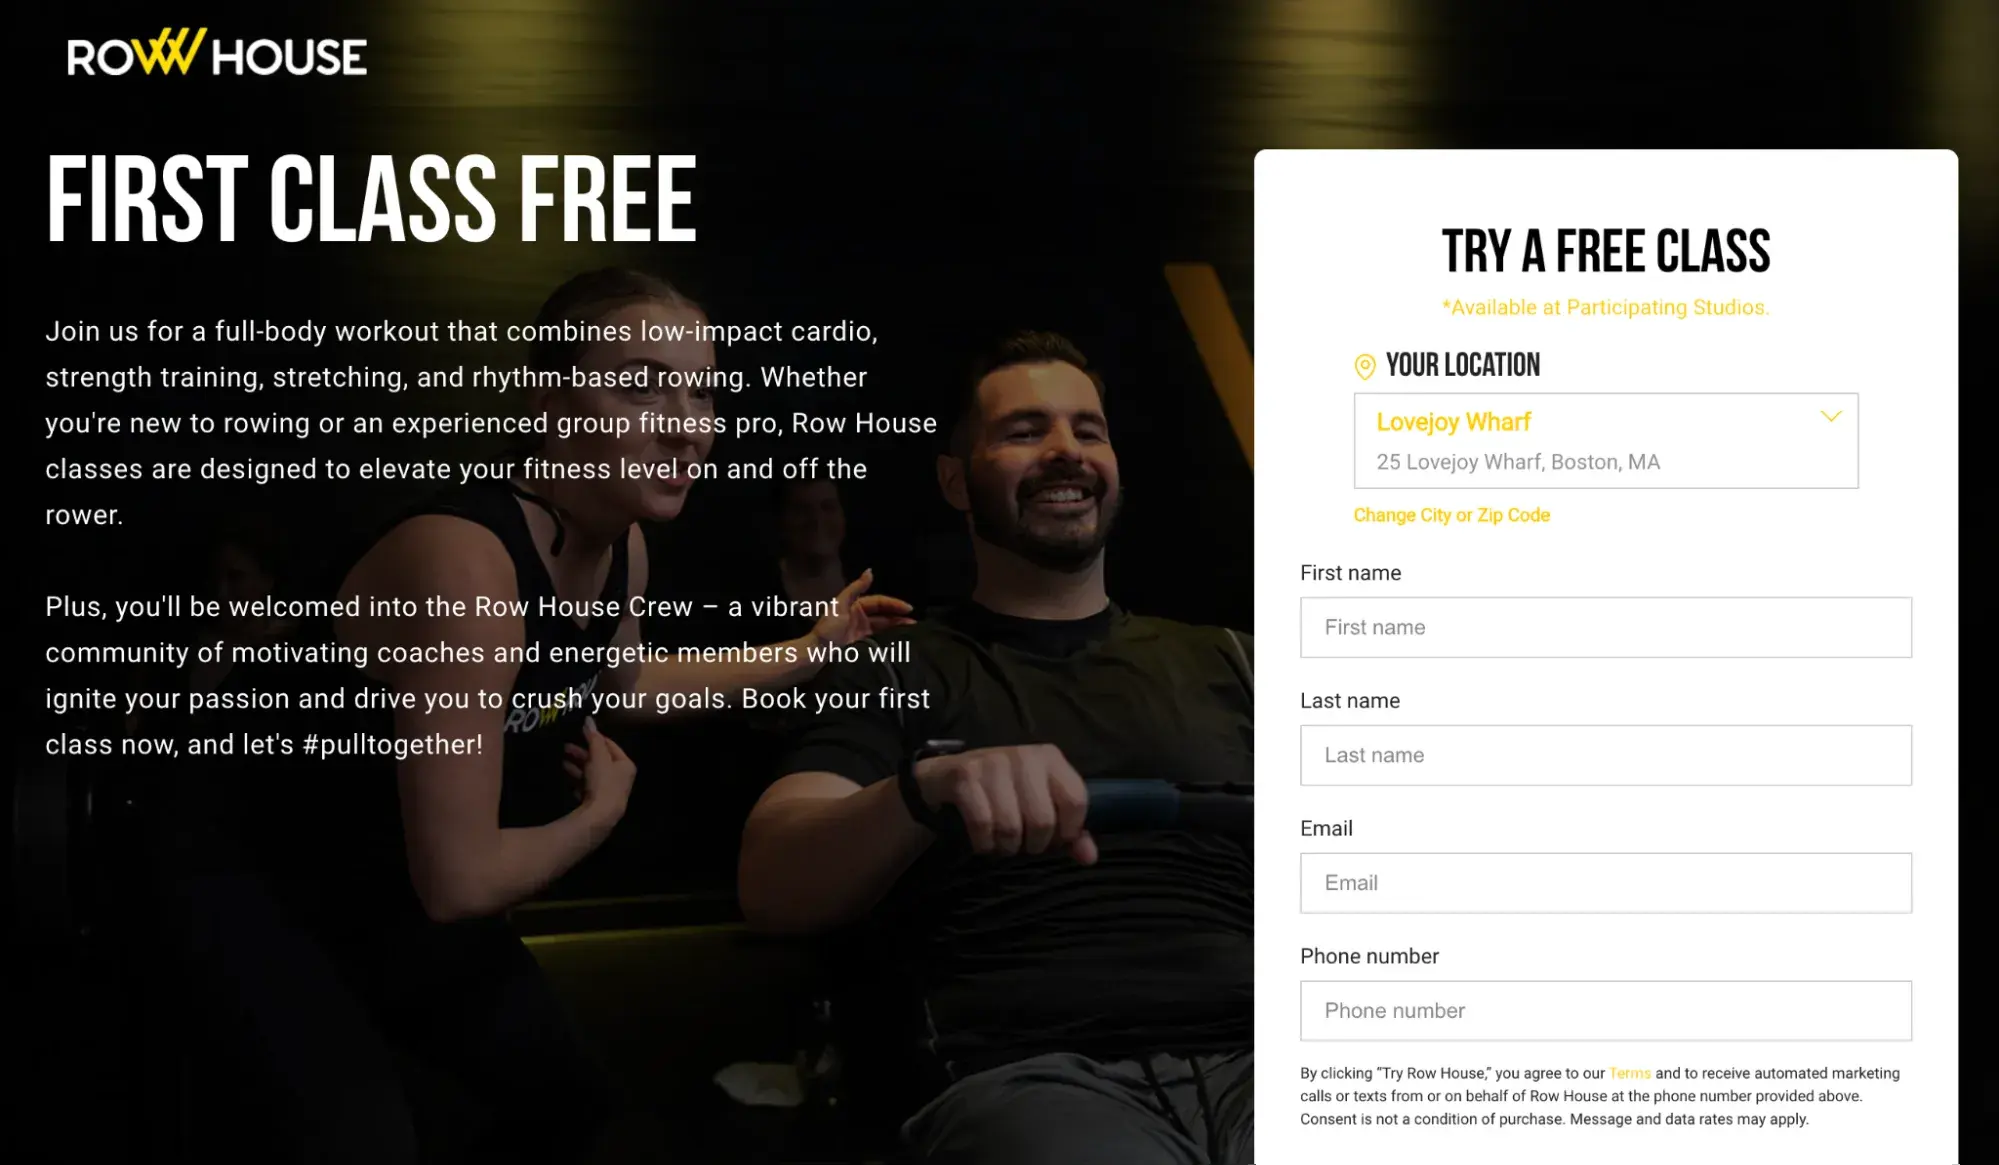 ROW HOUSE
FIRST CLASS FREE
Join us for a full-body workout that combines low-impact cardio,
strength training, stretching, and rhythm-based rowing. Whether
you're new to rowing or an experienced group fitness pro, Row House
classes are designed to elevate your fitness level on and off the
rower.
Plus, you'll be welcomed into the Row House Crew – a vibrant
community of motivating coaches and energetic members who will
ignite your passion and drive you to crush your goals. Book your first
class now, and let's #pulltogether!
TRY A FREE CLASS
*Available at Participating Studios.
YOUR LOCATION
Lovejoy Wharf
25 Lovejoy Wharf, Boston, MA
Change City or Zip Code
First name
First name
Last name
Last name
Email
Email
Phone number
Phone number
By clicking “Try Row House,” you agree to our Terms and to receive automated marketing
calls or texts from or on behalf of Row House at the phone number provided above.
Consent is not a condition of purchase. Message and data rates may apply.